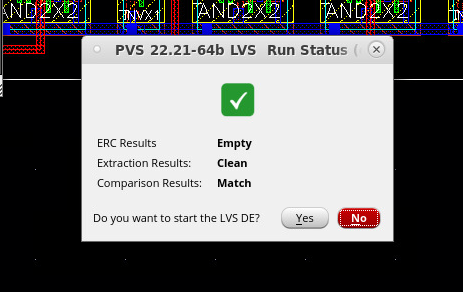 AND2X2 INVX1 AND2X2 AND2X2
PVS 22.21-64b LVS Run Status (
ERC Results Empty
Extraction Results: Clean
Comparison Results: Match
Do you want to start the LVS DE? Yes No